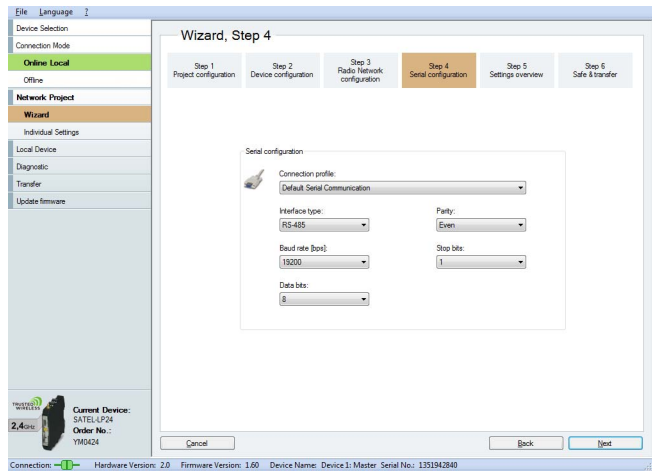 File Language ?
Device Selection
Connection Mode
Online Local
Offline
Network Project
Wizard
Individual Settings
Local Device
Diagnostic
Transfer
Update firmware
Wizard, Step 4
Step 1
Project configuration
Step 2
Device configuration
Step 3
Radio Network
configuration
Step 4
Serial configuration
Step 5
Settings overview
Step 6
Safe & transfer
Serial configuration
Connection profile:
Default Serial Communication
Interface type:
Parity:
RS-485
Even
Baud rate [bps]:
Stop bits:
19200
1
Data bits:
8
TRUSTED
WIRELESS
2,4GHz
Current Device:
SATEL-LP24
Order No.:
YM0424
Cancel
Back
Next
Connection: Hardware Version: 2.0 Firmware Version: 1.60 Device Name: Device 1: Master Serial No.: 1351942840